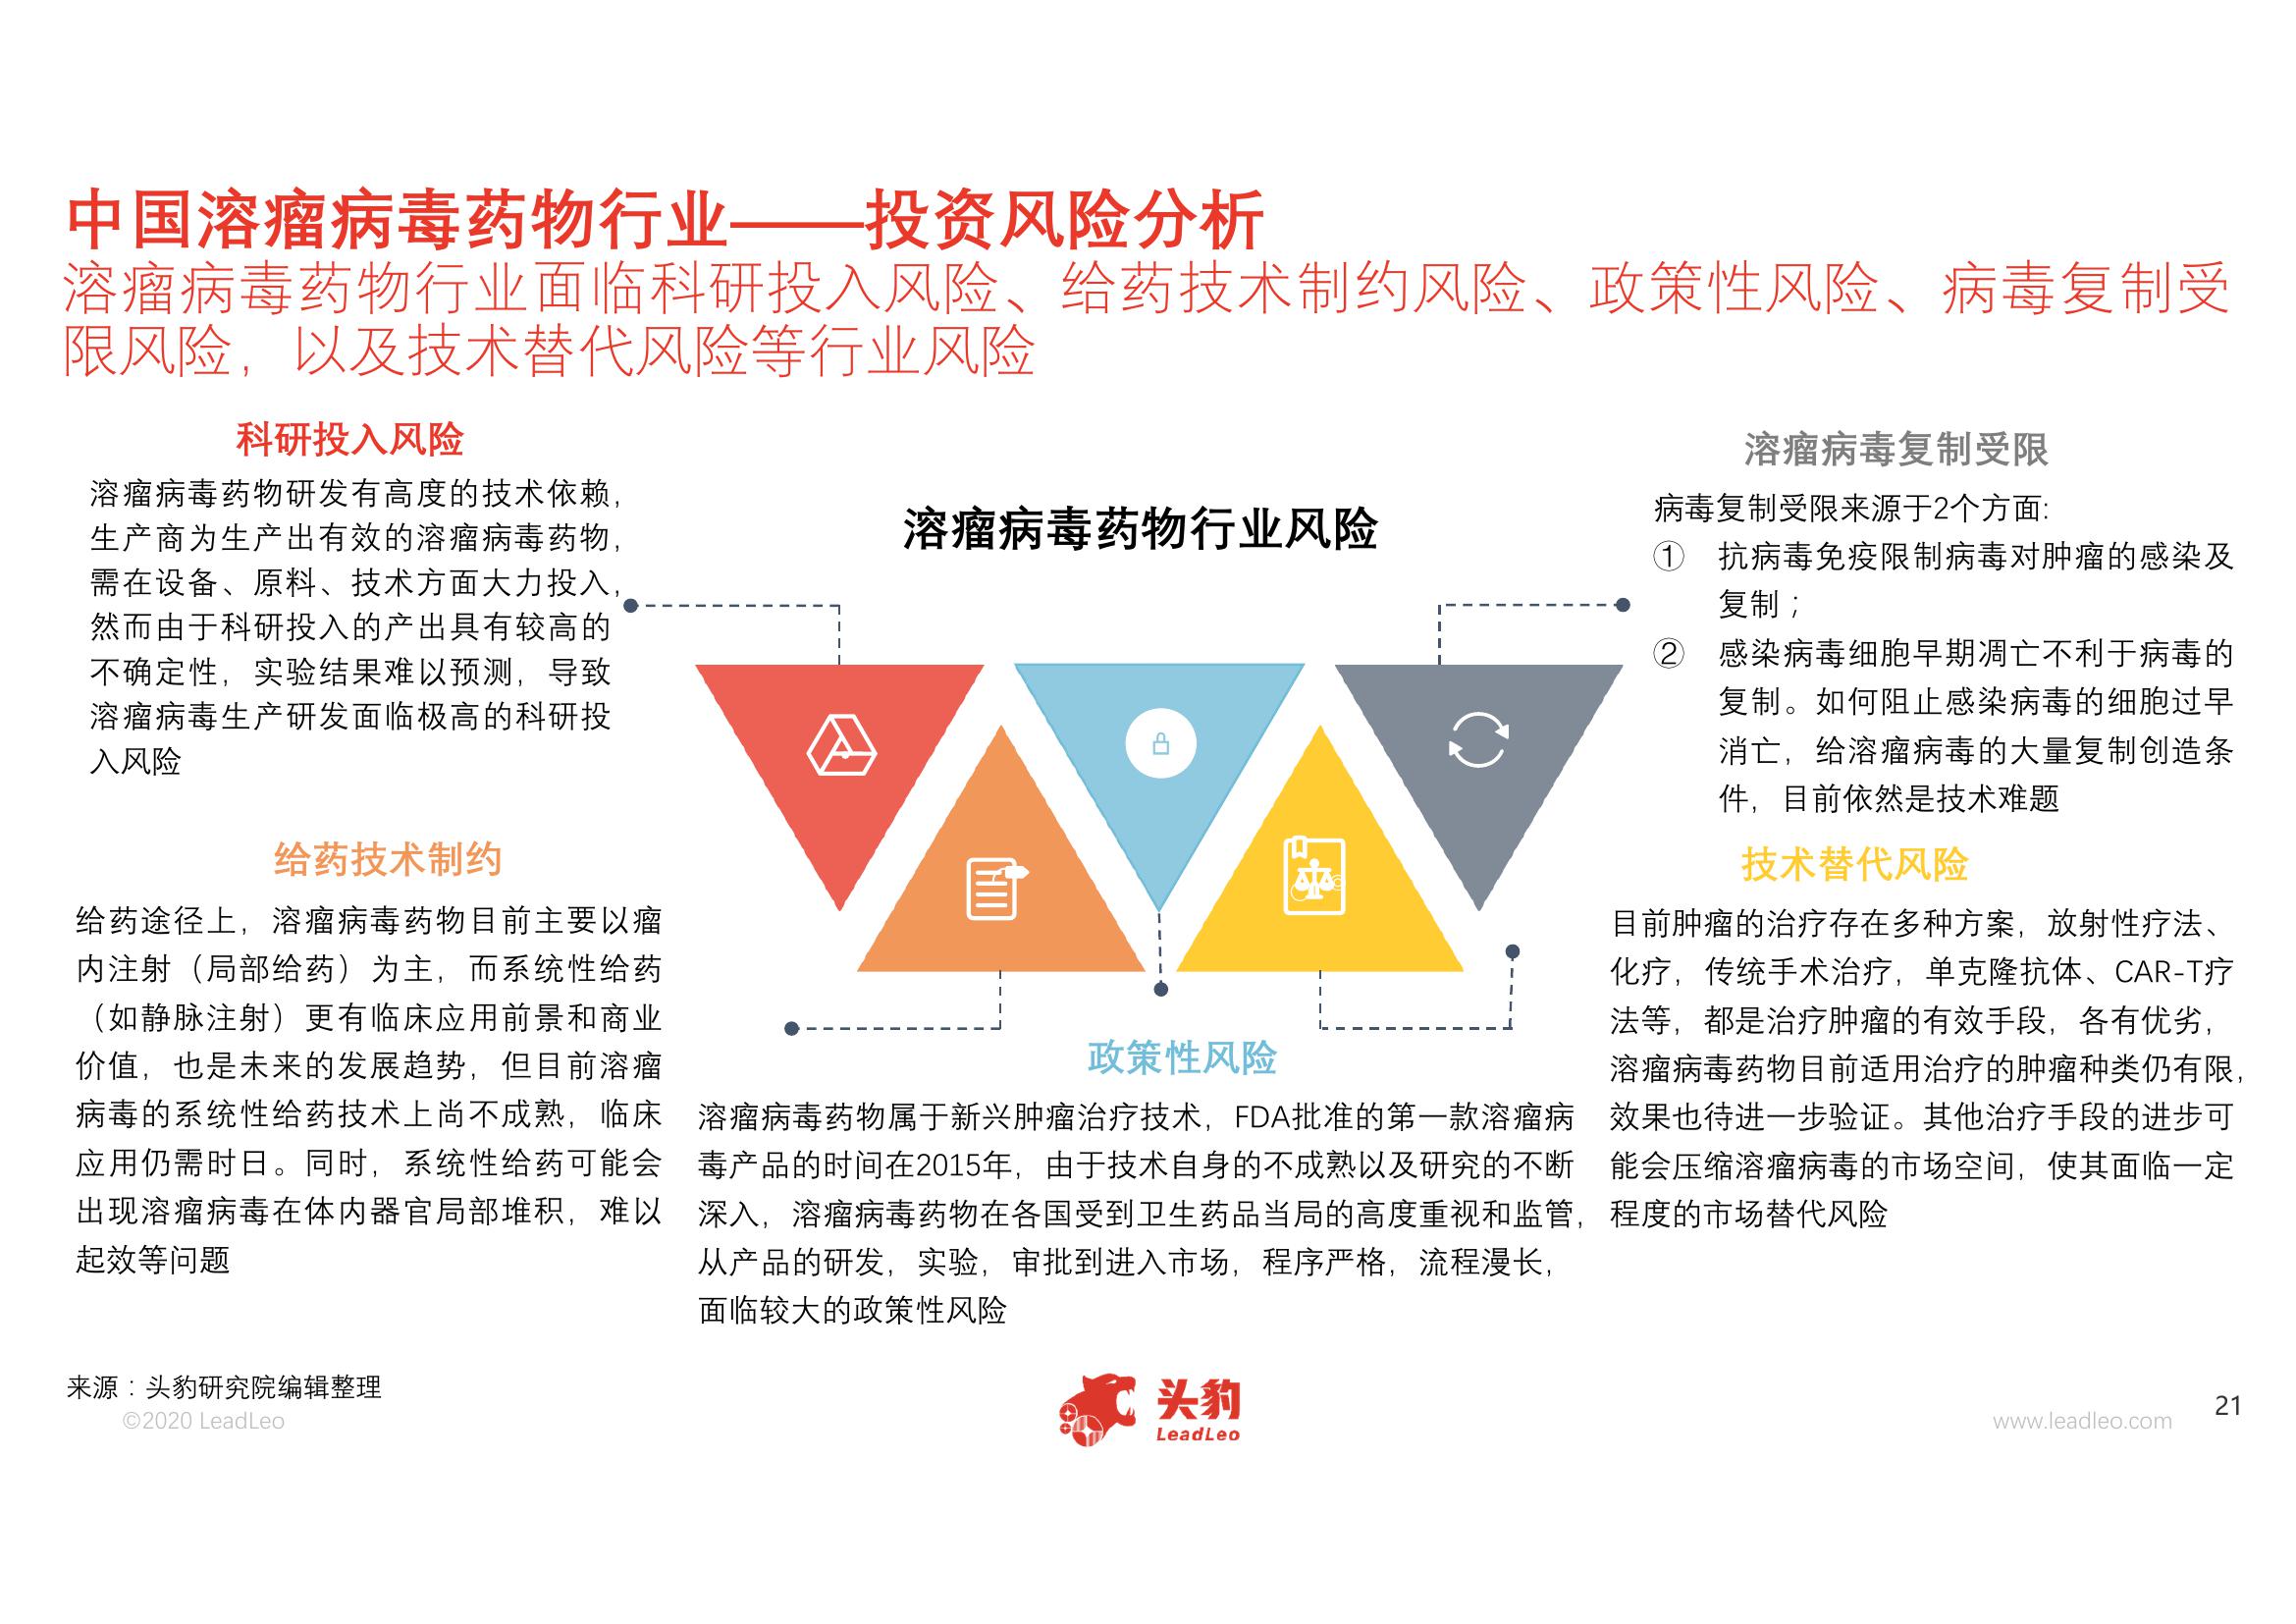 中国溶瘤病毒药物行业——投资风险分析
溶瘤病毒药物行业面临科研投入风险、给药技术制约风险、政策性风险、病毒复制受
限风险，以及技术替代风险等行业风险
科研投入风险
溶瘤病毒药物研发有高度的技术依赖，
生产商为生产出有效的溶瘤病毒药物，
需在设备、原料、技术方面大力投入，
然而由于科研投入的产出具有较高的
不确定性，实验结果难以预测，导致
溶瘤病毒生产研发面临极高的科研投
入风险
给药技术制约
给药途径上，溶瘤病毒药物目前主要以瘤
内注射（局部给药）为主，而系统性给药
（如静脉注射）更有临床应用前景和商业
价值，也是未来的发展趋势，但目前溶瘤
病毒的系统性给药技术上尚不成熟，临床
应用仍需时日。同时，系统性给药可能会
出现溶瘤病毒在体内器官局部堆积，难以
起效等问题
溶瘤病毒药物行业风险
政策性风险
溶瘤病毒药物属于新兴肿瘤治疗技术，FDA批准的第一款溶瘤病
毒产品的时间在2015年，由于技术自身的不成熟以及研究的不断
深入，溶瘤病毒药物在各国受到卫生药品当局的高度重视和监管，
从产品的研发，实验，审批到进入市场，程序严格，流程漫长，
面临较大的政策性风险
溶瘤病毒复制受限
病毒复制受限来源于2个方面:
① 抗病毒免疫限制病毒对肿瘤的感染及
复制；
② 感染病毒细胞早期凋亡不利于病毒的
复制。如何阻止感染病毒的细胞过早
消亡，给溶瘤病毒的大量复制创造条
件，目前依然是技术难题
技术替代风险
目前肿瘤的治疗存在多种方案，放射性疗法、
化疗，传统手术治疗，单克隆抗体、CAR-T疗
法等，都是治疗肿瘤的有效手段，各有优劣，
溶瘤病毒药物目前适用治疗的肿瘤种类仍有限，
效果也待进一步验证。其他治疗手段的进步可
能会压缩溶瘤病毒的市场空间，使其面临一定
程度的市场替代风险
来源：头豹研究院编辑整理
©2020 LeadLeo
头豹
LeadLeo
www.leadleo.com
21